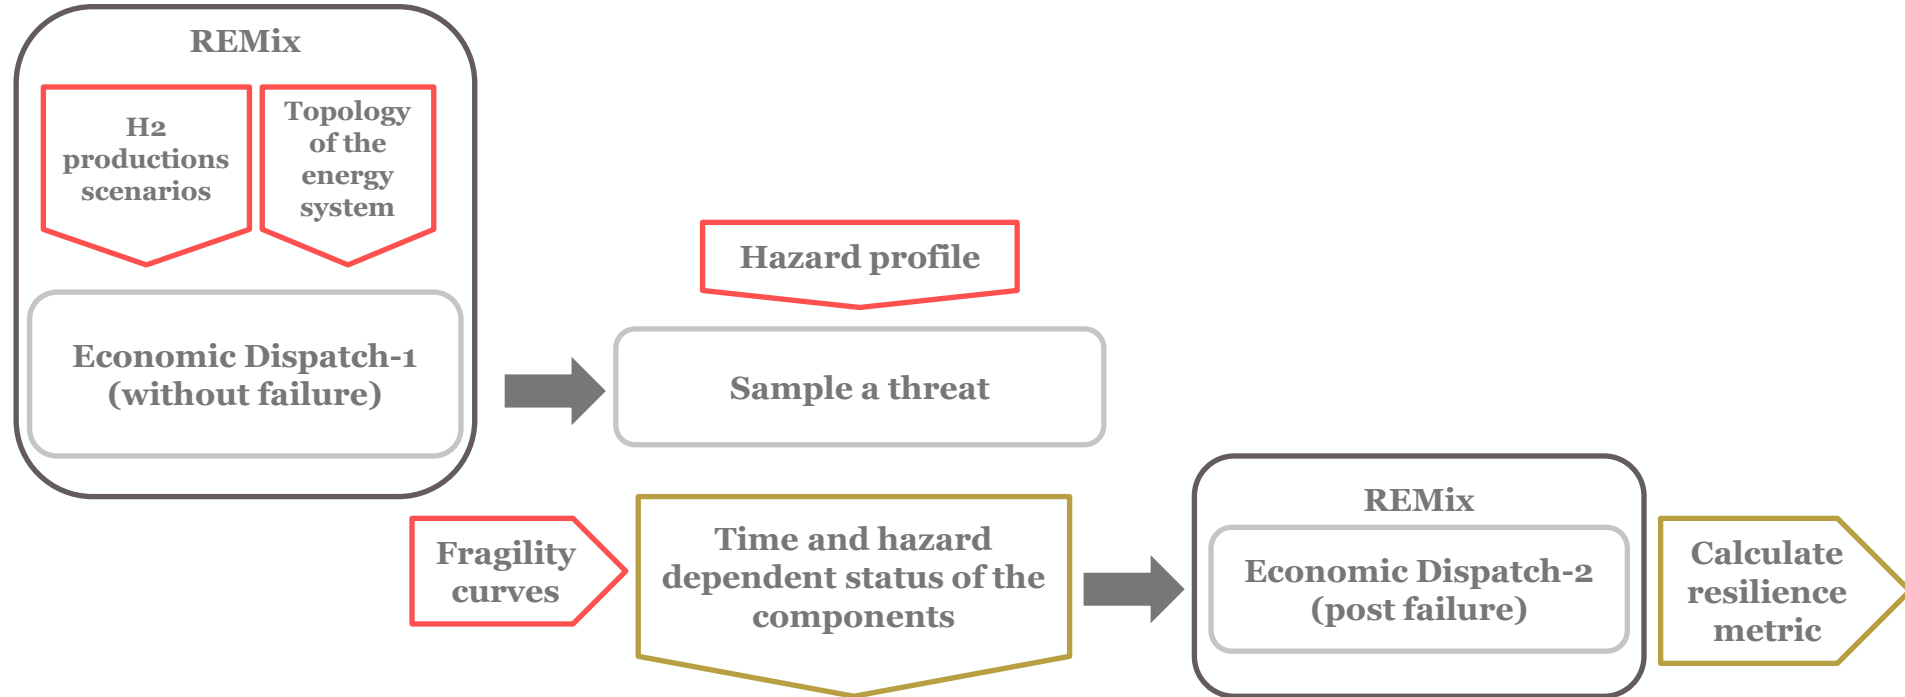 REMix
H2
productions
scenarios
Topology
of the
energy
system
Economic Dispatch-1
(without failure)
Hazard profile
Sample a threat
Fragility
curves
Time and hazard
dependent status of the
components
REMix
Economic Dispatch-2
(post failure)
Calculate
resilience
metric